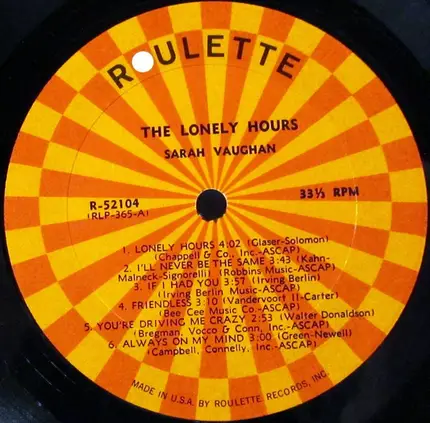 ROULETTE
THE LONELY HOURS
SARAH VAUGHAN
R-52104
(RLP-365-A)
33⅓ RPM
1. LONELY HOURS 4:02 (Glaser-Solomon)
(Chappell & Co., Inc.-ASCAP)
2. I'LL NEVER BE THE SAME 3:43 (Kahn-
Malneck-Signorelli) (Robbins Music-ASCAP)
3. IF I HAD YOU 3:57 (Irving Berlin)
(Irving Berlin Music-ASCAP)
4. FRIENDLESS 3:10 (Vandervoort II-Carter)
(Bee Cee Music Co.-ASCAP)
5. YOU'RE DRIVING ME CRAZY 2:53 (Walter Donaldson)
(Bregman, Vocco & Conn, Inc.-ASCAP)
6. ALWAYS ON MY MIND 3:00 (Green-Newell)
(Campbell, Connelly, Inc.-ASCAP)
MADE IN U.S.A. BY ROULETTE RECORDS, INC.